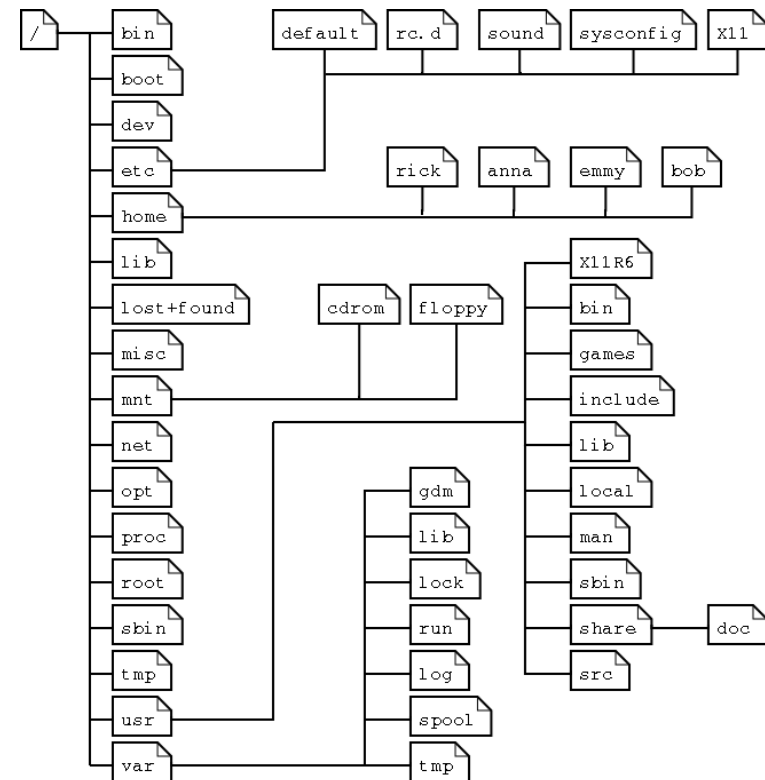 / bin default rc.d sound sysconfig X11
boot
dev
etc rick anna emmy bob
home
lib X11R6
lost+found cdrom floppy bin
misc games
mnt include
net lib
opt gdm local
proc lib man
root lock sbin
sbin run share doc
tmp log src
usr spool
var tmp